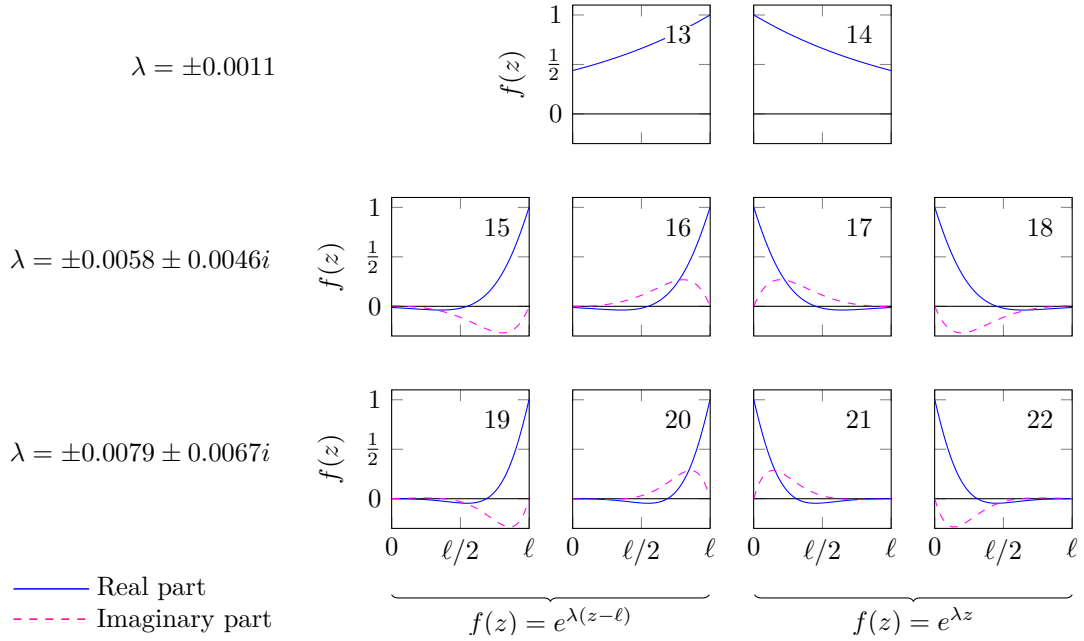 λ = ±0.0011
f(z)
1
1/2
0
13
14
λ = ±0.0058 ± 0.0046i
f(z)
1
1/2
0
15
16
17
18
λ = ±0.0079 ± 0.0067i
f(z)
1
1/2
0
19
20
21
22
0 ℓ/2 ℓ
0 ℓ/2 ℓ
0 ℓ/2 ℓ
0 ℓ/2 ℓ
Real part
Imaginary part
f(z) = e^{λ(z−ℓ)}
f(z) = e^{λz}